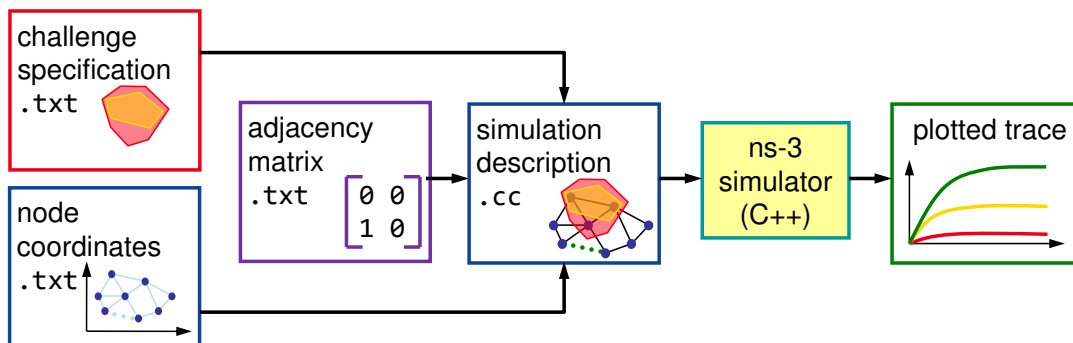 challenge
specification
.txt
node
coordinates
.txt
adjacency
matrix
.txt
0 0
1 0
simulation
description
.cc
ns-3
simulator
(C++)
plotted trace